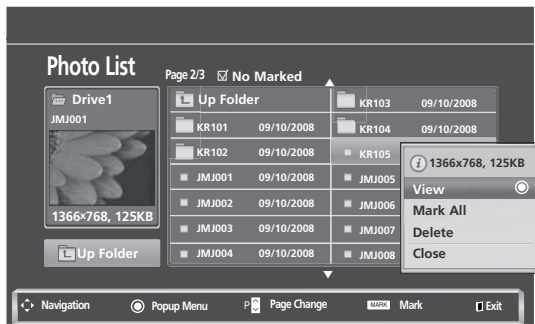 Photo List
Page 2/3 No Marked
Drive1
JMJ001
1366×768, 125KB
Up Folder
Up Folder
KR101 09/10/2008
KR102 09/10/2008
JMJ001 09/10/2008
JMJ002 09/10/2008
JMJ003 09/10/2008
JMJ004 09/10/2008
KR103 09/10/2008
KR104 09/10/2008
KR105
JMJ005
JMJ006
JMJ007
JMJ008
1366x768, 125KB
View
Mark All
Delete
Close
Navigation Popup Menu P Page Change MARK Mark Exit